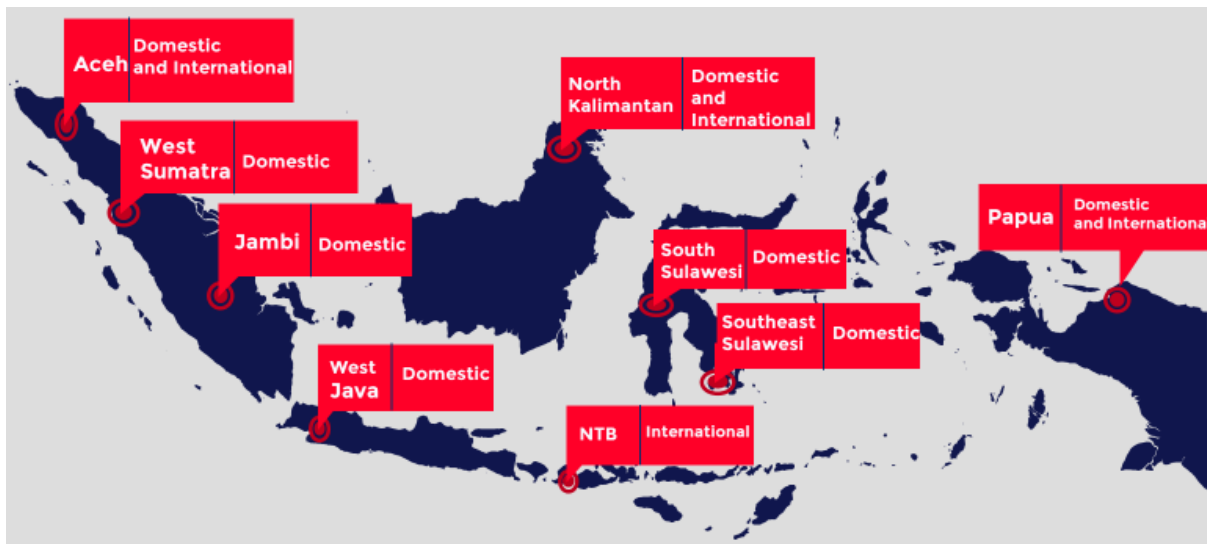 Aceh
Domestic
and International
North
Kalimantan
Domestic
and
International
West
Sumatra
Domestic
Papua
Domestic
and Internationa
Jambi
Domestic
South
Sulawesi
Domestic
Southeast
Sulawesi
Domestic
West
Java
Domestic
NTB
International